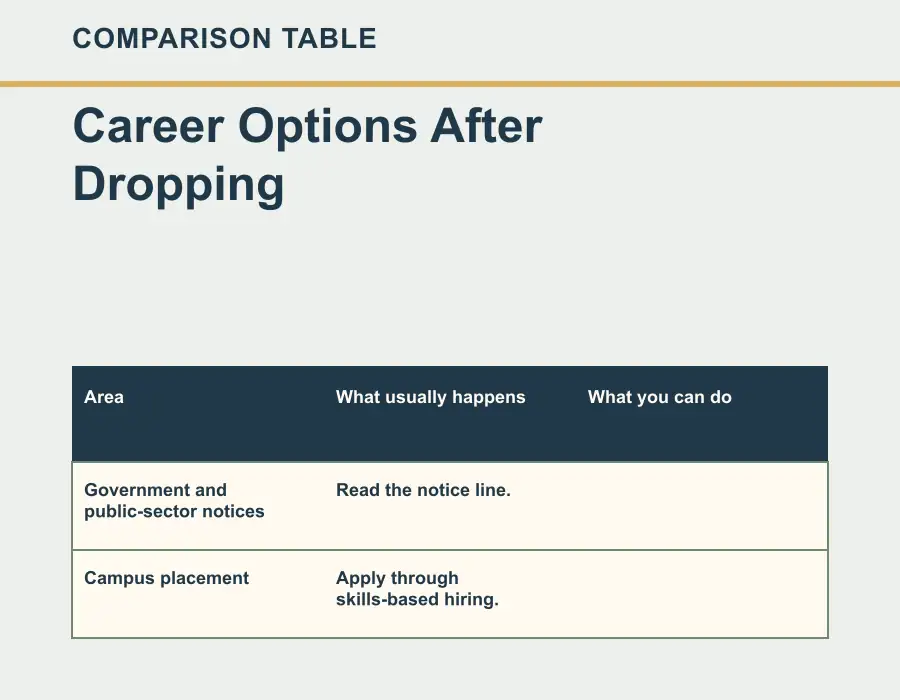 COMPARISON TABLE
Career Options After
Dropping
Area
What usually happens
What you can do
Government and
public-sector notices
Read the notice line.
Campus placement
Apply through
skills-based hiring.